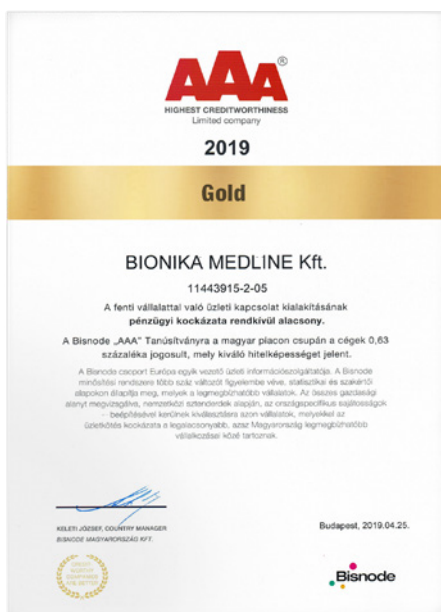 AAA®
HIGHEST CREDITWORTHINESS
Limited company
2019
Gold
BIONIKA MEDLINE Kft.
11443915-2-05
A fenti vállalattal való üzleti kapcsolat kialakításának
pénzügyi kockázata rendkívül alacsony.
A Bisnode „AAA” Tanúsítványra a magyar piacon csupán a cégek 0,63
százaléka jogosult, mely kiváló hitelképességet jelent.
A Bisnode csoport Európa egyik vezető üzleti információszolgáltatója. A Bisnode
minősítési rendszere több száz változót figyelembe véve, statisztikai és szakértői
alapokon állapítja meg, melyek a legmegbízhatóbb vállalatok. Az összes gazdasági
alanyt megvizsgálva, nemzetközi sztenderdek alapján, az országspecifikus sajátosságok
– beépítésével kerülnek kiválasztásra azon vállalatok, melyekkel az
üzletkötés kockázata a legalacsonyabb, azaz Magyarország legmegbízhatóbb
vállalkozásai közé tartoznak.
KELETI JÓZSEF, COUNTRY MANAGER
BISNODE MAGYARORSZÁG KFT.
Budapest, 2019.04.25.
Bisnode